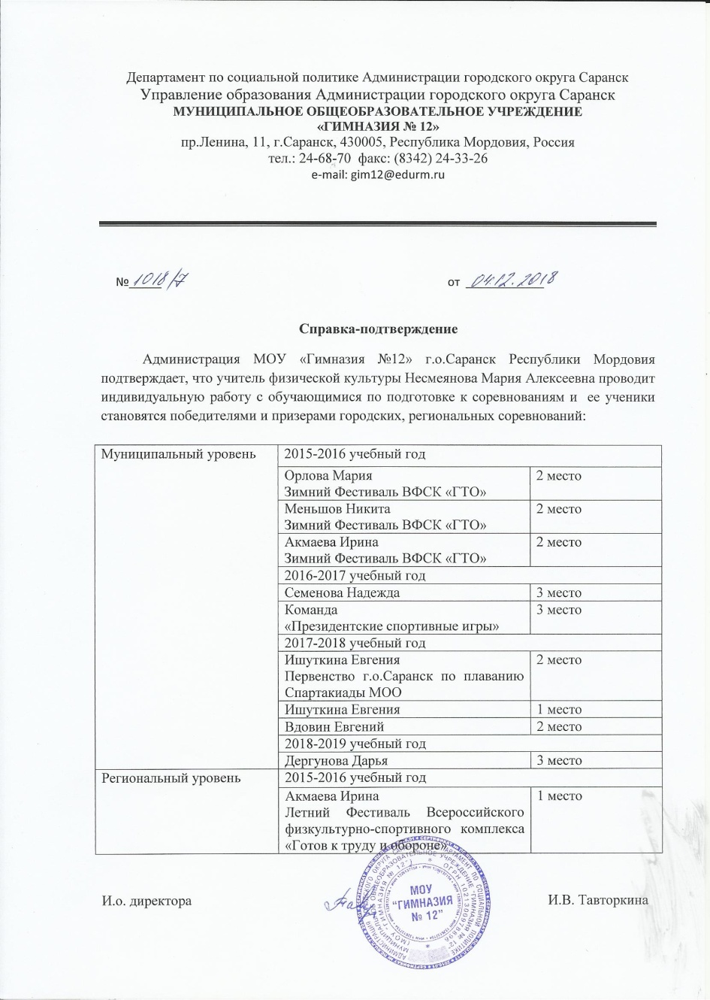 Департамент по социальной политике Администрации городского округа Саранск
Управление образования Администрации городского округа Саранск
МУНИЦИПАЛЬНОЕ ОБЩЕОБРАЗОВАТЕЛЬНОЕ УЧРЕЖДЕНИЕ
«ГИМНАЗИЯ № 12»
пр.Ленина, 11, г.Саранск, 430005, Республика Мордовия, Россия
тел.: 24-68-70 факс: (8342) 24-33-26
e-mail: gim12@edurm.ru
№ 1018/7 от 04.12.2018
Справка-подтверждение
Администрация МОУ «Гимназия №12» г.о.Саранск Республики Мордовия
подтверждает, что учитель физической культуры Несмеянова Мария Алексеевна проводит
индивидуальную работу с обучающимися по подготовке к соревнованиям и ее ученики
становятся победителями и призерами городских, региональных соревнований:
Муниципальный уровень 2015-2016 учебный год
Орлова Мария 2 место
Зимний Фестиваль ВФСК «ГТО»
Меньшов Никита 2 место
Зимний Фестиваль ВФСК «ГТО»
Акмаева Ирина 2 место
Зимний Фестиваль ВФСК «ГТО»
2016-2017 учебный год
Семенова Надежда 3 место
Команда 3 место
«Президентские спортивные игры»
2017-2018 учебный год
Ишуткина Евгения 2 место
Первенство г.о.Саранск по плаванию
Спартакиады МОО
Ишуткина Евгения 1 место
Вдовин Евгений 2 место
2018-2019 учебный год
Дергунова Дарья 3 место
Региональный уровень 2015-2016 учебный год
Акмаева Ирина 1 место
Летний Фестиваль Всероссийского
физкультурно-спортивного комплекса
«Готов к труду и обороне»
И.о. директора И.В. Тавторкина
МОУ
"ГИМНАЗИЯ
№ 12"